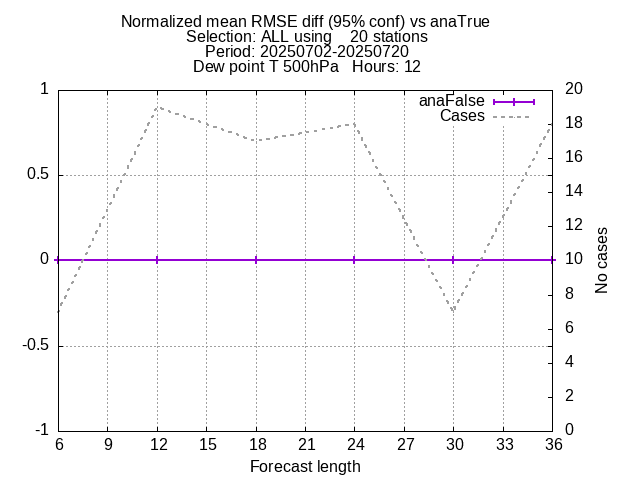 Normalized mean RMSE diff (95% conf) vs anaTrue
Selection: ALL using    20 stations
Period: 20250702-20250720
Dew point T 500hPa   Hours: 12
anaFalse
Cases
1
0.5
0
-0.5
-1
20
18
16
14
12
10
8
6
4
2
0
No cases
6 9 12 15 18 21 24 27 30 33 36
Forecast length